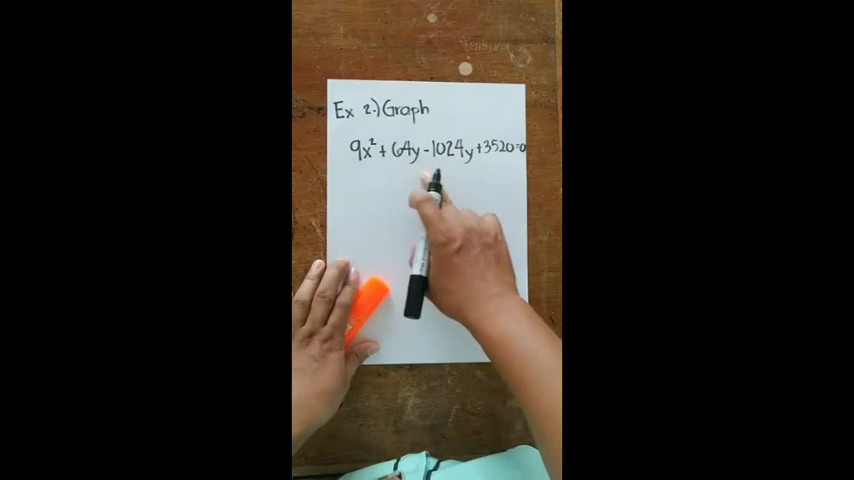 Ex 2.) Graph
9x² + 64y - 1024y + 3520 = 0